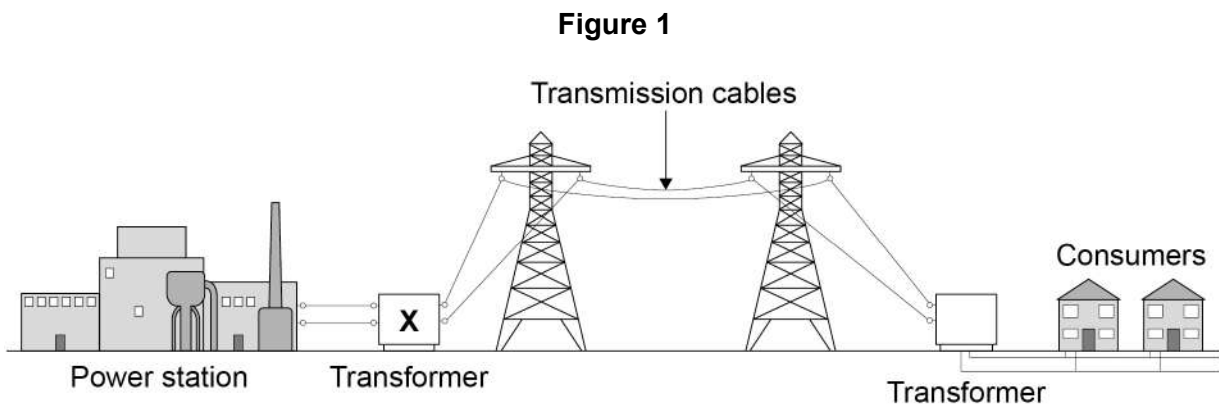 Figure 1
Transmission cables
Consumers
X
Power station
Transformer
Transformer